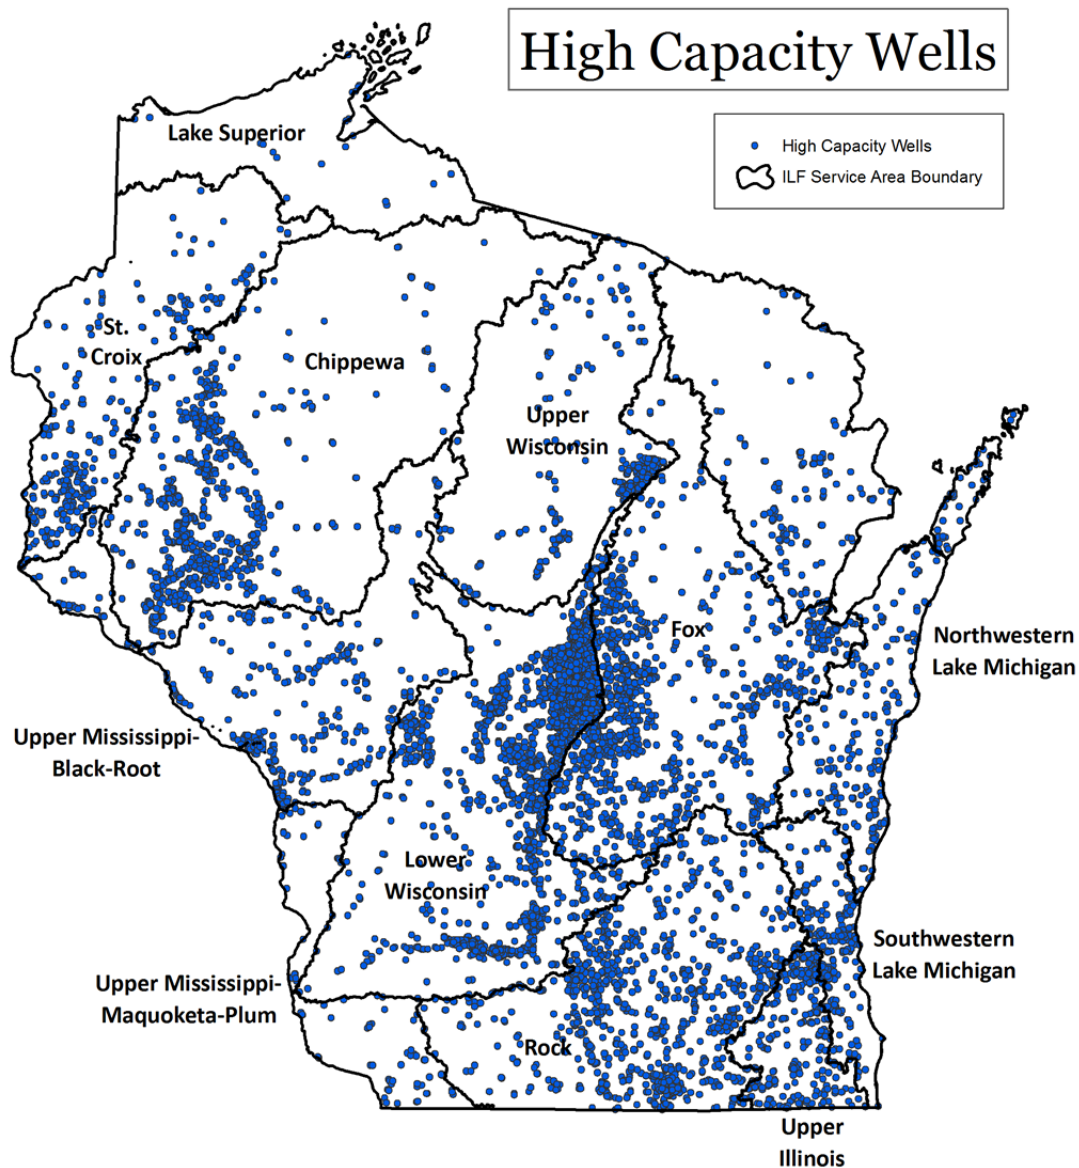 High Capacity Wells
High Capacity Wells
ILF Service Area Boundary
Lake Superior
St.
Croix
Chippewa
Upper
Wisconsin
Fox
Northwestern
Lake Michigan
Upper Mississippi-
Black-Root
Lower
Wisconsin
Southwestern
Lake Michigan
Upper Mississippi-
Maquoketa-Plum
Rock
Upper
Illinois